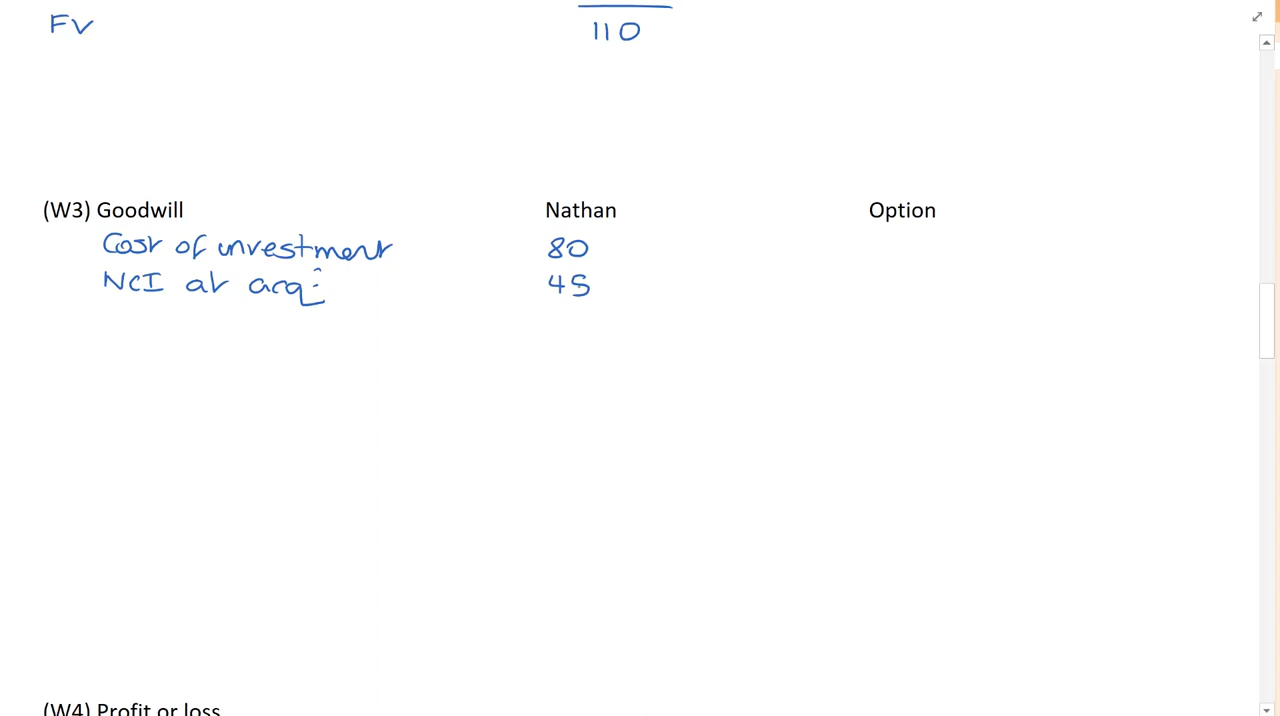 FV 110
(W3) Goodwill Nathan Option
Cost of investment 80
NCI at acq: 45
(W4) Profit or loss